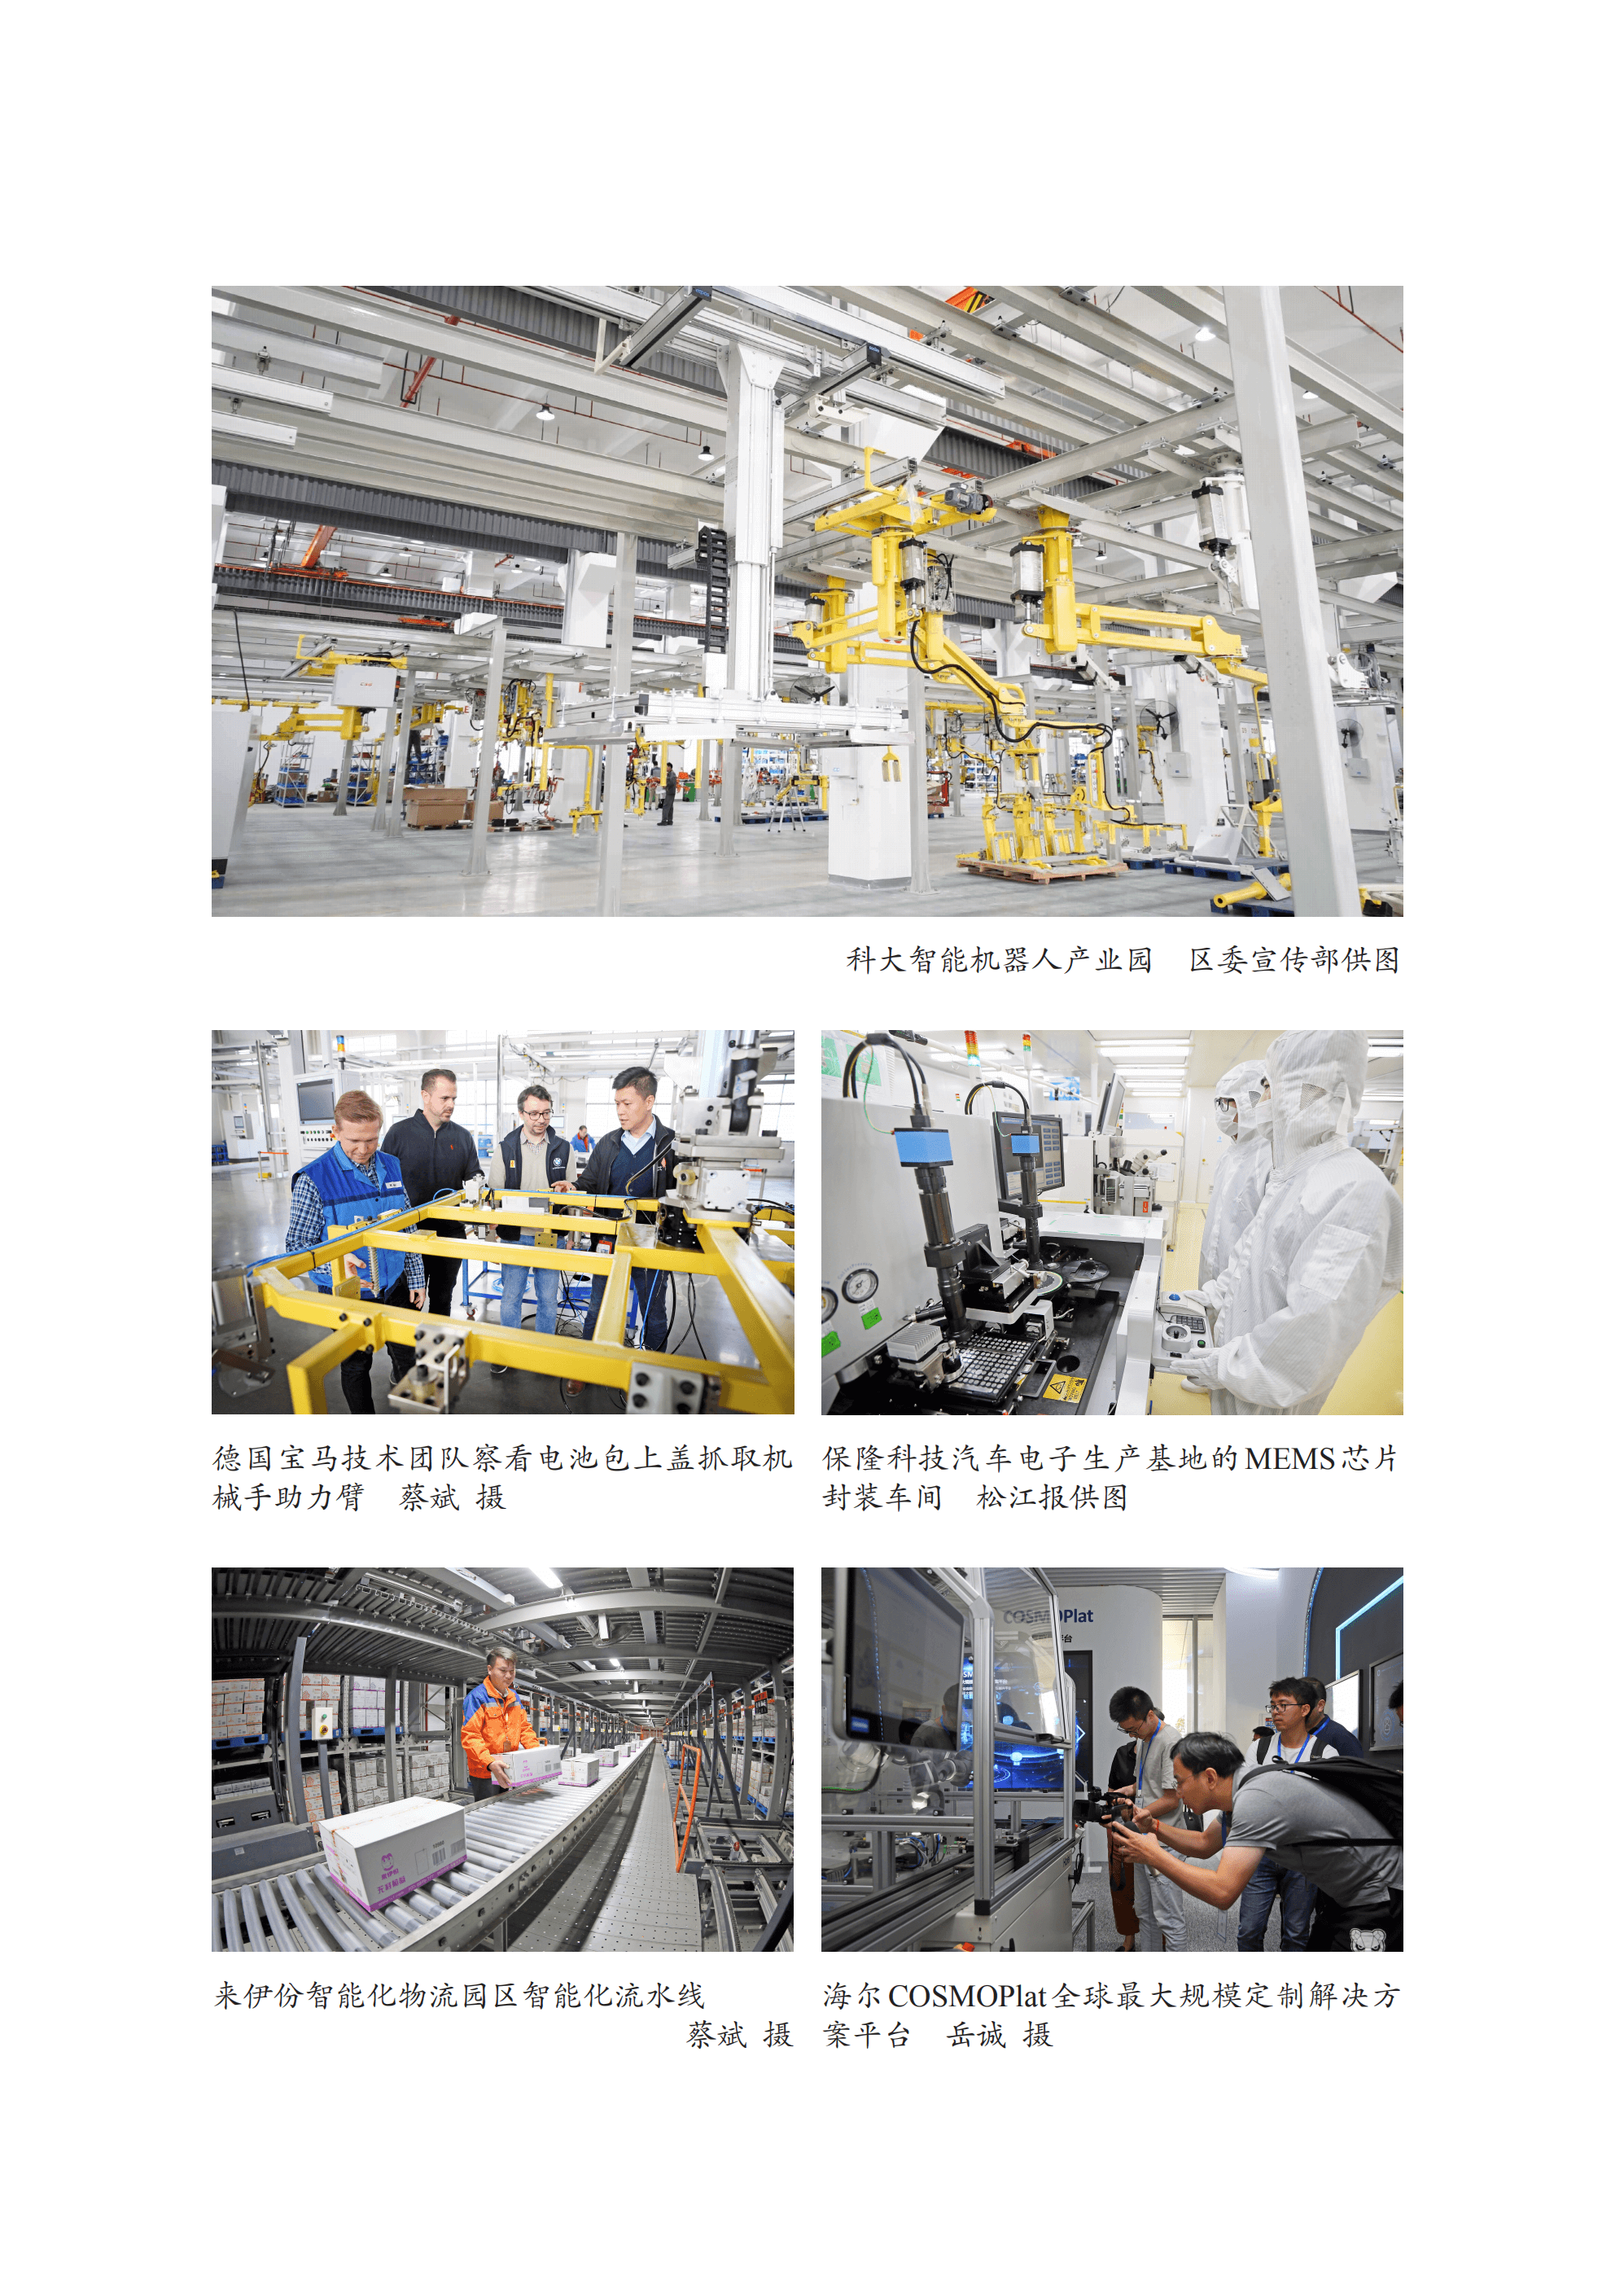 科大智能机器人产业园　区委宣传部供图
德国宝马技术团队察看电池包上盖抓取机
械手助力臂　蔡斌 摄
保隆科技汽车电子生产基地的MEMS芯片
封装车间　松江报供图
COSMOPlat
来伊份智能化物流园区智能化流水线
蔡斌 摄
海尔COSMOPlat全球最大规模定制解决方
案平台　岳诚 摄